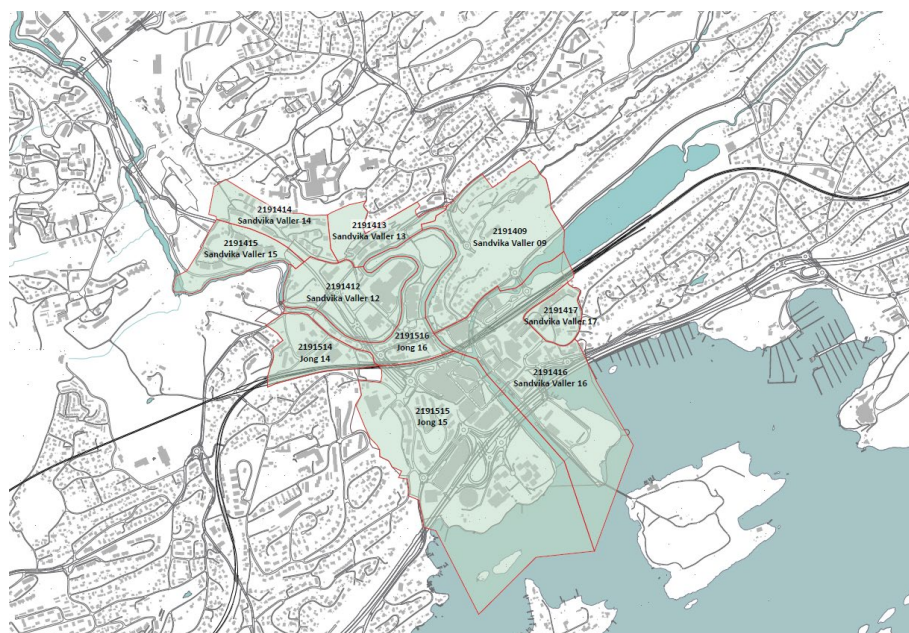 2191414
Sandvika Valler 14
2191413
Sandvika Valler 13
2191409
Sandvika Valler 09
2191415
Sandvika Valler 15
2191412
Sandvika Valler 12
2191417
Sandvika Valler 17
2191516
Jong 16
2191514
Jong 14
2191416
Sandvika Valler 16
2191515
Jong 15